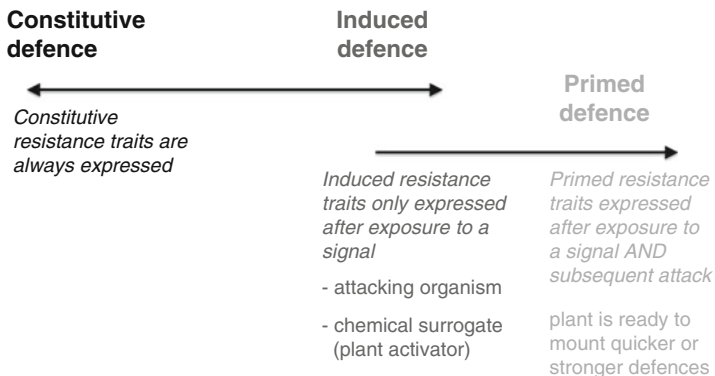 Constitutive
defence
Induced
defence
Primed
defence
Constitutive
resistance traits are
always expressed
Induced resistance
traits only expressed
after exposure to a
signal
- attacking organism
- chemical surrogate
(plant activator)
Primed resistance
traits expressed
after exposure to
a signal AND
subsequent attack
plant is ready to
mount quicker or
stronger defences